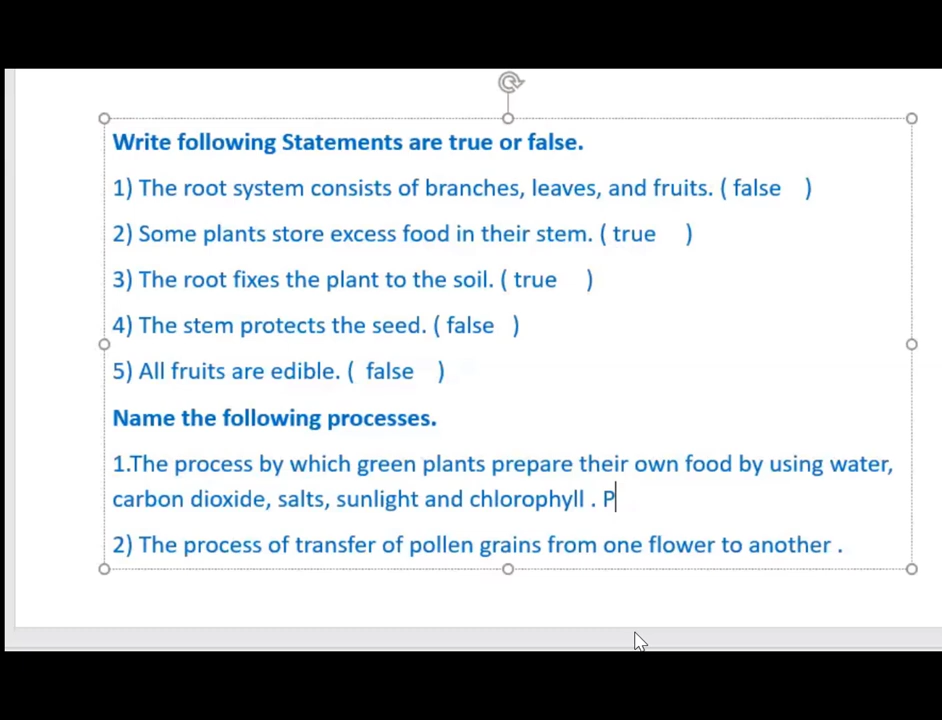 Write following Statements are true or false.
1) The root system consists of branches, leaves, and fruits. ( false    )
2) Some plants store excess food in their stem. ( true     )
3) The root fixes the plant to the soil. ( true     )
4) The stem protects the seed. ( false   )
5) All fruits are edible. (  false    )
Name the following processes.
1.The process by which green plants prepare their own food by using water,
carbon dioxide, salts, sunlight and chlorophyll . P
2) The process of transfer of pollen grains from one flower to another .